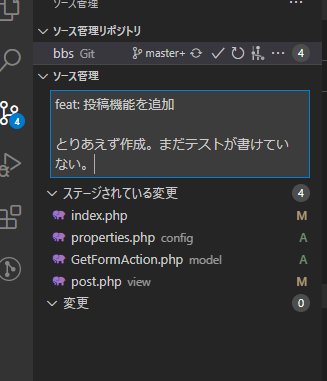 ソース管理
ソース管理リポジトリ
bbs Git master+ 4
ソース管理
4
feat: 投稿機能を追加
とりあえず作成。まだテストが書けてい
ない。
ステージされている変更 4
index.php M
properties.php config A
GetFormAction.php model A
post.php view M
変更 0